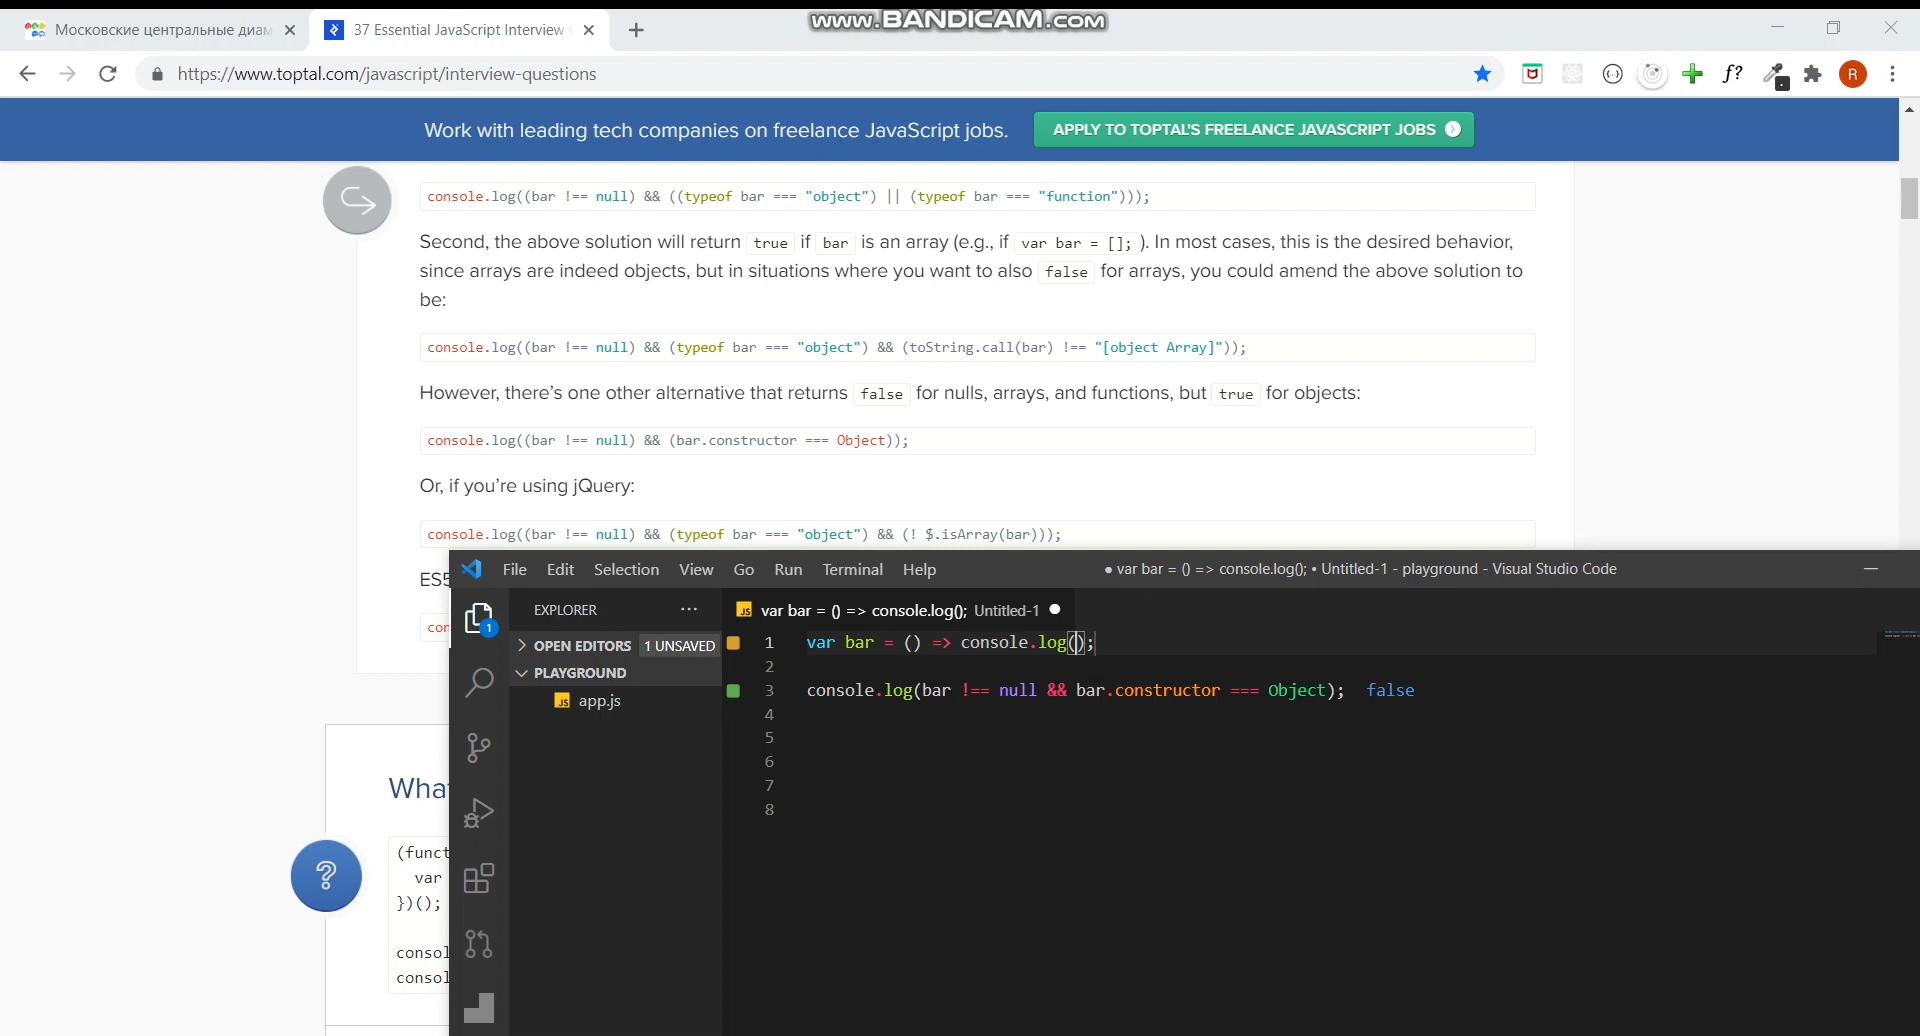 www.BANDICAM.com
Московские центральные диам
37 Essential JavaScript Interview
https://www.toptal.com/javascript/interview-questions
f?
R
Work with leading tech companies on freelance JavaScript jobs.
APPLY TO TOPTAL'S FREELANCE JAVASCRIPT JOBS
console.log((bar !== null) && ((typeof bar === "object") || (typeof bar === "function")));
Second, the above solution will return true if bar is an array (e.g., if var bar = []; ). In most cases, this is the desired behavior,
since arrays are indeed objects, but in situations where you want to also false for arrays, you could amend the above solution to
be:
console.log((bar !== null) && (typeof bar === "object") && (toString.call(bar) !== "[object Array]"));
However, there’s one other alternative that returns false for nulls, arrays, and functions, but true for objects:
console.log((bar !== null) && (bar.constructor === Object));
Or, if you’re using jQuery:
console.log((bar !== null) && (typeof bar === "object") && (! $.isArray(bar)));
ES5
con
What
(funct
var
})();
consol
consol
?
File Edit Selection View Go Run Terminal Help
● var bar = () => console.log(); • Untitled-1 - playground - Visual Studio Code
EXPLORER ...
1
OPEN EDITORS 1 UNSAVED
PLAYGROUND
JS app.js
JS var bar = () => console.log(); Untitled-1 ●
1 var bar = () => console.log();
2
3 console.log(bar !== null && bar.constructor === Object); false
4
5
6
7
8